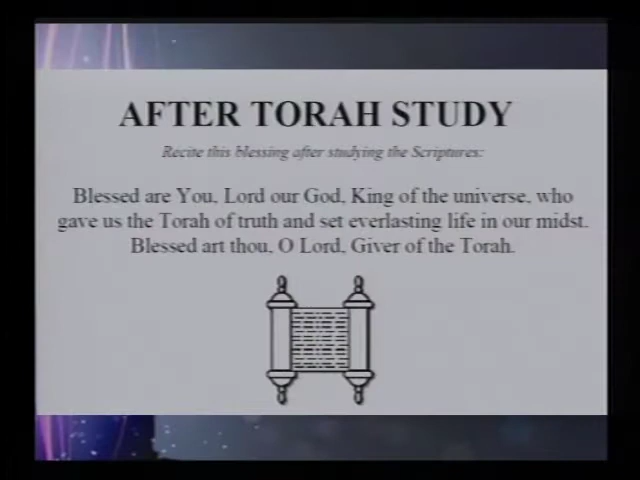 AFTER TORAH STUDY
Recite this blessing after studying the Scriptures:
Blessed are You, Lord our God, King of the universe, who
gave us the Torah of truth and set everlasting life in our midst.
Blessed art thou, O Lord, Giver of the Torah.